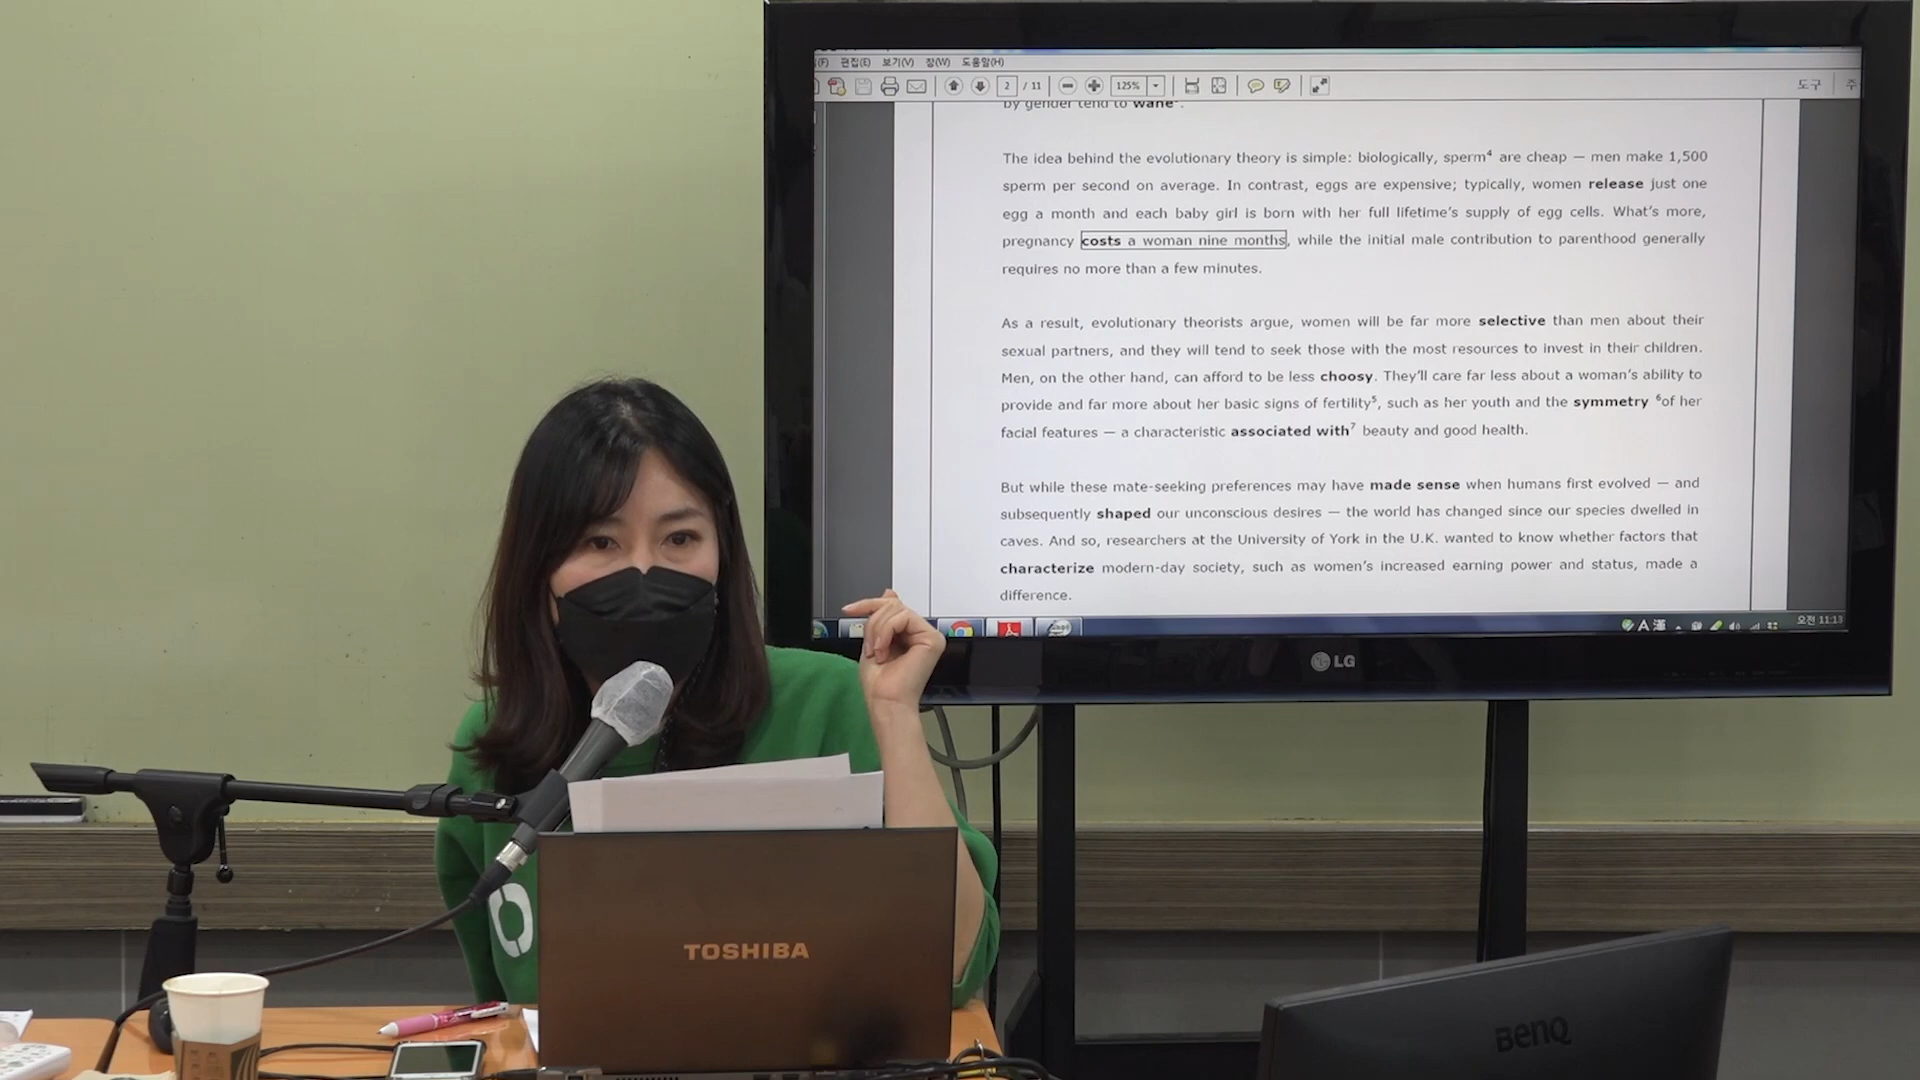 (F) 편집(E) 보기(V) 창(W) 도움말(H)
2 / 11 125% 도구
by gender tend to wane
The idea behind the evolutionary theory is simple: biologically, sperm⁴ are cheap — men make 1,500
sperm per second on average. In contrast, eggs are expensive; typically, women release just one
egg a month and each baby girl is born with her full lifetime's supply of egg cells. What's more,
pregnancy costs a woman nine months, while the initial male contribution to parenthood generally
requires no more than a few minutes.
As a result, evolutionary theorists argue, women will be far more selective than men about their
sexual partners, and they will tend to seek those with the most resources to invest in their children.
Men, on the other hand, can afford to be less choosy. They'll care far less about a woman's ability to
provide and far more about her basic signs of fertility⁵, such as her youth and the symmetry ⁶of her
facial features — a characteristic associated with⁷ beauty and good health.
But while these mate-seeking preferences may have made sense when humans first evolved — and
subsequently shaped our unconscious desires — the world has changed since our species dwelled in
caves. And so, researchers at the University of York in the U.K. wanted to know whether factors that
characterize modern-day society, such as women's increased earning power and status, made a
difference.
A 漢 오전 11:13
LG
TOSHIBA
BenQ